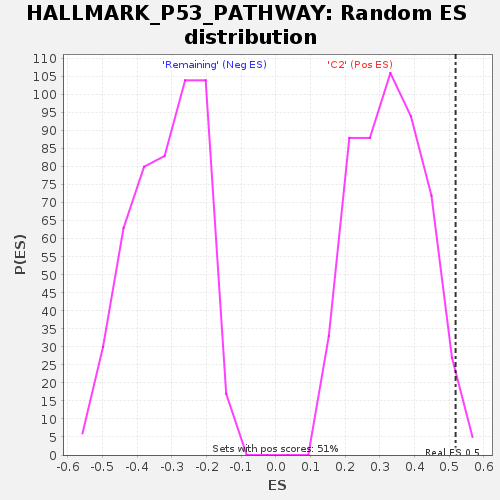 HALLMARK_P53_PATHWAY: Random ES
distribution
'Remaining' (Neg ES)
'C2' (Pos ES)
110
105
100
95
90
85
80
75
70
65
60
55
50
45
40
35
30
25
20
15
10
5
0
P(ES)
Sets with pos scores: 51%
Real ES 0.5
-0.6 -0.5 -0.4 -0.3 -0.2 -0.1 0.0 0.1 0.2 0.3 0.4 0.5 0.6
ES